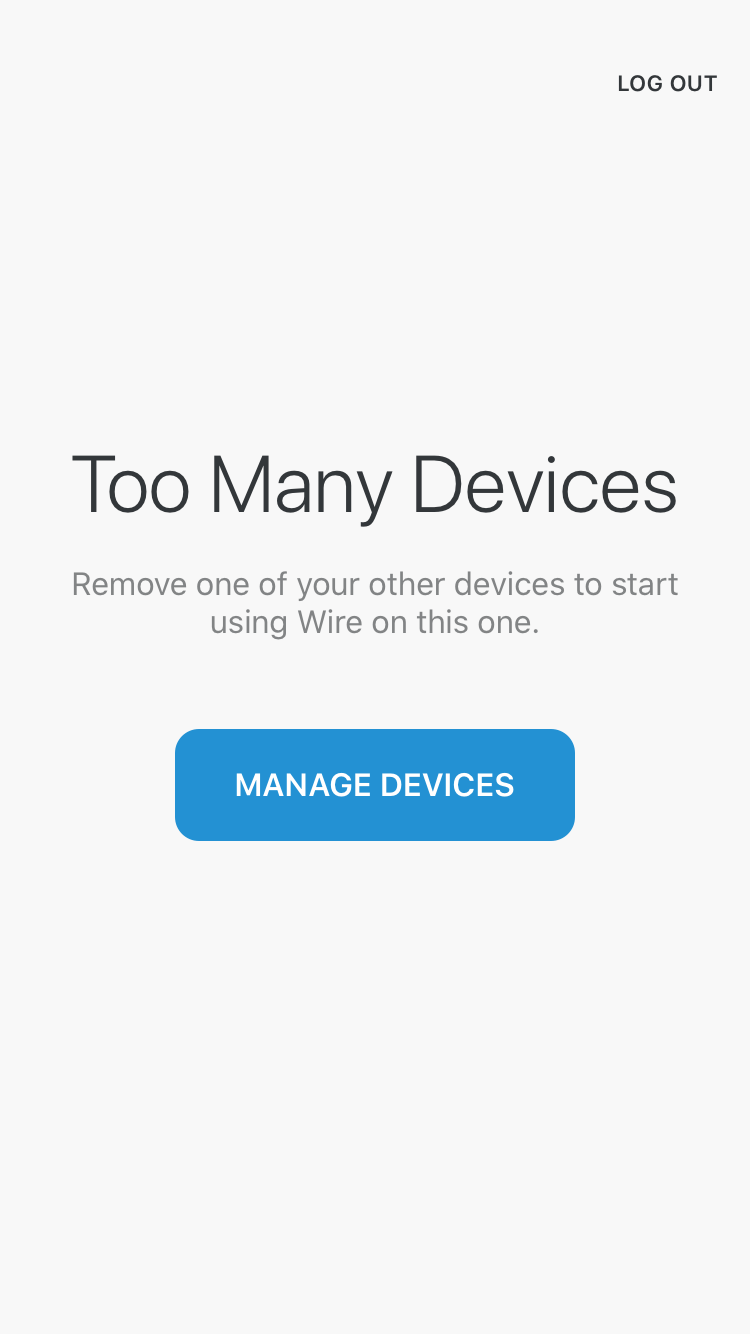 LOG OUT
Too Many Devices
Remove one of your other devices to start
using Wire on this one.
MANAGE DEVICES